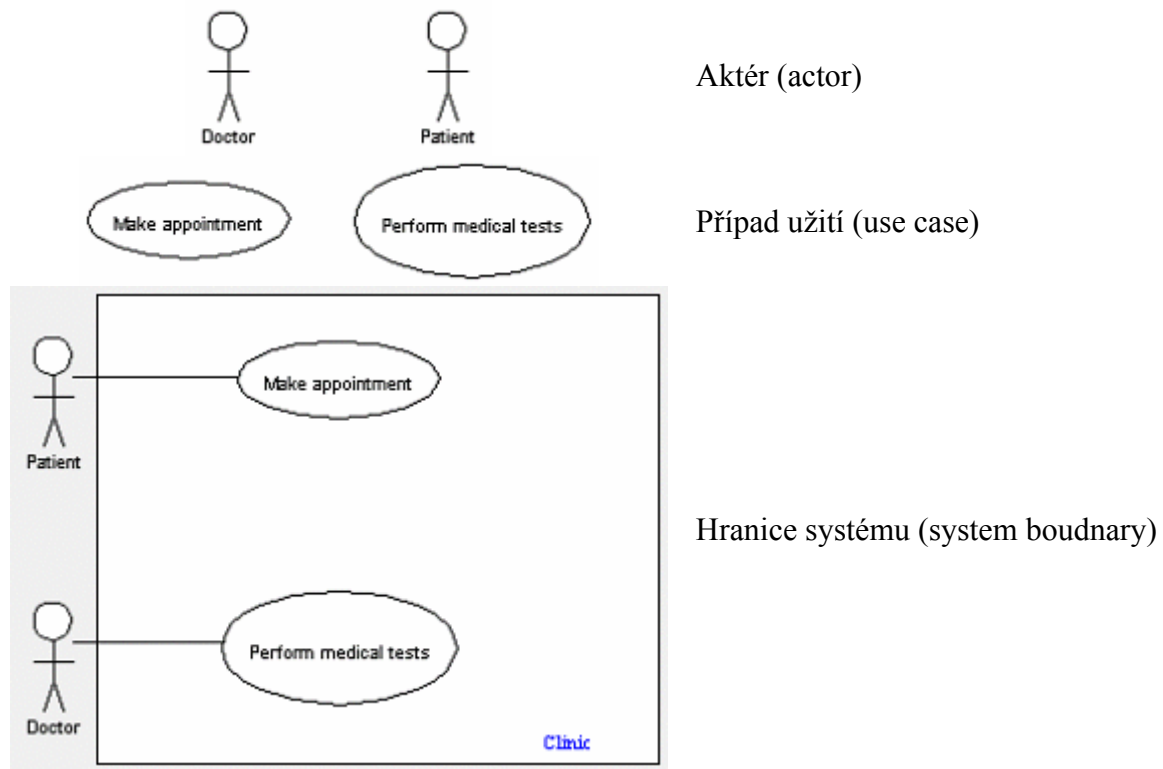 Aktér (actor)
Doctor
Patient
Make appointment
Perform medical tests
Případ užití (use case)
Make appointment
Patient
Hranice systému (system boudnary)
Perform medical tests
Doctor
Clinic